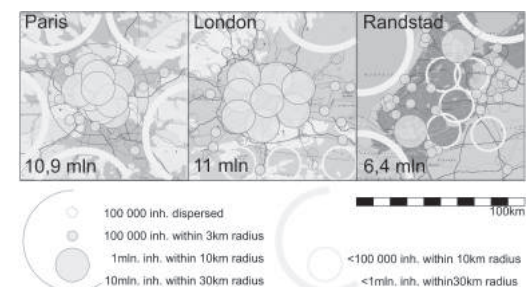 Paris
London
Randstad
10,9 mln
11 mln
6,4 mln
100km
100 000 inh. dispersed
100 000 inh. within 3km radius
1mln. inh. within 10km radius
10mln. inh. within 30km radius
<100 000 inh. within 10km radius
<1mln. inh. within30km radius